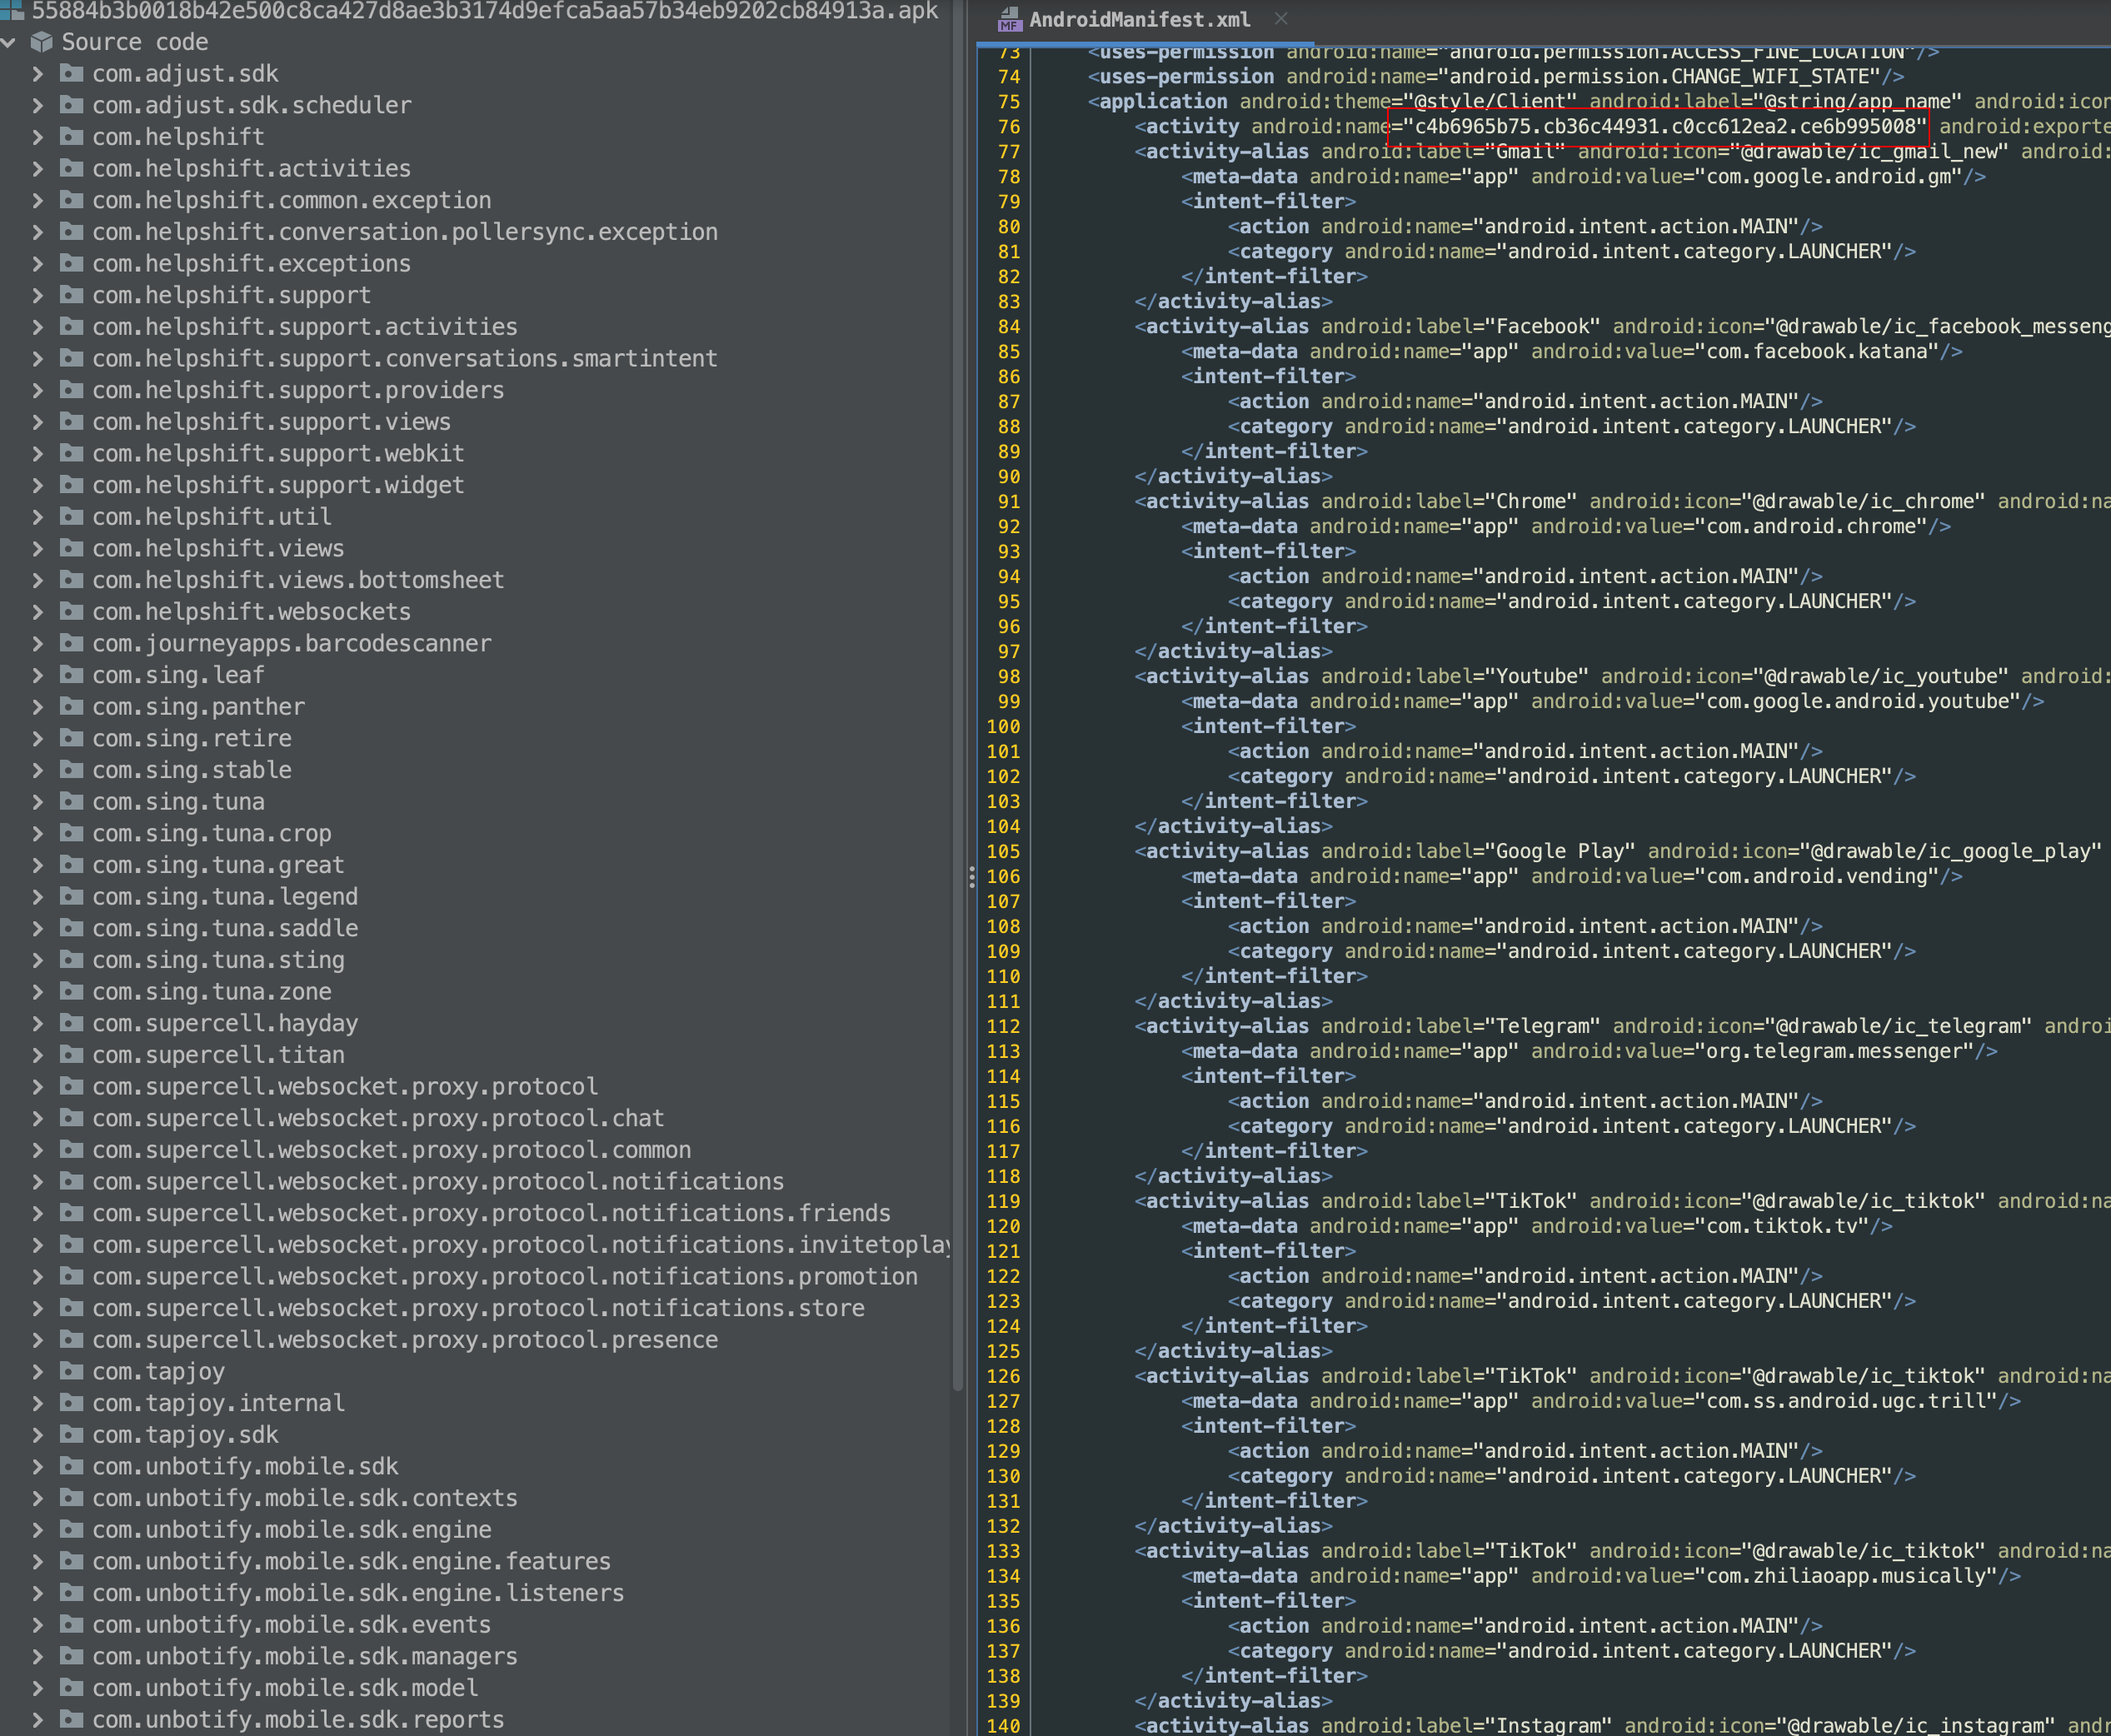 55884b3b0018b42e500c8ca427d8ae3b3174d9efca5aa57b34eb9202cb84913a.apk
Source code
com.adjust.sdk
com.adjust.sdk.scheduler
com.helpshift
com.helpshift.activities
com.helpshift.common.exception
com.helpshift.conversation.pollersync.exception
com.helpshift.exceptions
com.helpshift.support
com.helpshift.support.activities
com.helpshift.support.conversations.smartintent
com.helpshift.support.providers
com.helpshift.support.views
com.helpshift.support.webkit
com.helpshift.support.widget
com.helpshift.util
com.helpshift.views
com.helpshift.views.bottomsheet
com.helpshift.websockets
com.journeyapps.barcodescanner
com.sing.leaf
com.sing.panther
com.sing.retire
com.sing.stable
com.sing.tuna
com.sing.tuna.crop
com.sing.tuna.great
com.sing.tuna.legend
com.sing.tuna.saddle
com.sing.tuna.sting
com.sing.tuna.zone
com.supercell.hayday
com.supercell.titan
com.supercell.websocket.proxy.protocol
com.supercell.websocket.proxy.protocol.chat
com.supercell.websocket.proxy.protocol.common
com.supercell.websocket.proxy.protocol.notifications
com.supercell.websocket.proxy.protocol.notifications.friends
com.supercell.websocket.proxy.protocol.notifications.invitetoplay
com.supercell.websocket.proxy.protocol.notifications.promotion
com.supercell.websocket.proxy.protocol.notifications.store
com.supercell.websocket.proxy.protocol.presence
com.tapjoy
com.tapjoy.internal
com.tapjoy.sdk
com.unbotify.mobile.sdk
com.unbotify.mobile.sdk.contexts
com.unbotify.mobile.sdk.engine
com.unbotify.mobile.sdk.engine.features
com.unbotify.mobile.sdk.engine.listeners
com.unbotify.mobile.sdk.events
com.unbotify.mobile.sdk.managers
com.unbotify.mobile.sdk.model
com.unbotify.mobile.sdk.reports
MF AndroidManifest.xml
73 <uses-permission android:name="android.permission.ACCESS_FINE_LOCATION"/>
74 <uses-permission android:name="android.permission.CHANGE_WIFI_STATE"/>
75 <application android:theme="@style/Client" android:label="@string/app_name" android:icon
76 <activity android:name="c4b6965b75.cb36c44931.c0cc612ea2.ce6b995008" android:exporte
77 <activity-alias android:label="Gmail" android:icon="@drawable/ic_gmail_new" android:
78 <meta-data android:name="app" android:value="com.google.android.gm"/>
79 <intent-filter>
80 <action android:name="android.intent.action.MAIN"/>
81 <category android:name="android.intent.category.LAUNCHER"/>
82 </intent-filter>
83 </activity-alias>
84 <activity-alias android:label="Facebook" android:icon="@drawable/ic_facebook_messeng
85 <meta-data android:name="app" android:value="com.facebook.katana"/>
86 <intent-filter>
87 <action android:name="android.intent.action.MAIN"/>
88 <category android:name="android.intent.category.LAUNCHER"/>
89 </intent-filter>
90 </activity-alias>
91 <activity-alias android:label="Chrome" android:icon="@drawable/ic_chrome" android:na
92 <meta-data android:name="app" android:value="com.android.chrome"/>
93 <intent-filter>
94 <action android:name="android.intent.action.MAIN"/>
95 <category android:name="android.intent.category.LAUNCHER"/>
96 </intent-filter>
97 </activity-alias>
98 <activity-alias android:label="Youtube" android:icon="@drawable/ic_youtube" android:
99 <meta-data android:name="app" android:value="com.google.android.youtube"/>
100 <intent-filter>
101 <action android:name="android.intent.action.MAIN"/>
102 <category android:name="android.intent.category.LAUNCHER"/>
103 </intent-filter>
104 </activity-alias>
105 <activity-alias android:label="Google Play" android:icon="@drawable/ic_google_play"
106 <meta-data android:name="app" android:value="com.android.vending"/>
107 <intent-filter>
108 <action android:name="android.intent.action.MAIN"/>
109 <category android:name="android.intent.category.LAUNCHER"/>
110 </intent-filter>
111 </activity-alias>
112 <activity-alias android:label="Telegram" android:icon="@drawable/ic_telegram" androi
113 <meta-data android:name="app" android:value="org.telegram.messenger"/>
114 <intent-filter>
115 <action android:name="android.intent.action.MAIN"/>
116 <category android:name="android.intent.category.LAUNCHER"/>
117 </intent-filter>
118 </activity-alias>
119 <activity-alias android:label="TikTok" android:icon="@drawable/ic_tiktok" android:na
120 <meta-data android:name="app" android:value="com.tiktok.tv"/>
121 <intent-filter>
122 <action android:name="android.intent.action.MAIN"/>
123 <category android:name="android.intent.category.LAUNCHER"/>
124 </intent-filter>
125 </activity-alias>
126 <activity-alias android:label="TikTok" android:icon="@drawable/ic_tiktok" android:na
127 <meta-data android:name="app" android:value="com.ss.android.ugc.trill"/>
128 <intent-filter>
129 <action android:name="android.intent.action.MAIN"/>
130 <category android:name="android.intent.category.LAUNCHER"/>
131 </intent-filter>
132 </activity-alias>
133 <activity-alias android:label="TikTok" android:icon="@drawable/ic_tiktok" android:na
134 <meta-data android:name="app" android:value="com.zhiliaoapp.musically"/>
135 <intent-filter>
136 <action android:name="android.intent.action.MAIN"/>
137 <category android:name="android.intent.category.LAUNCHER"/>
138 </intent-filter>
139 </activity-alias>
140 <activity-alias android:label="Instagram" android:icon="@drawable/ic_instagram" andr